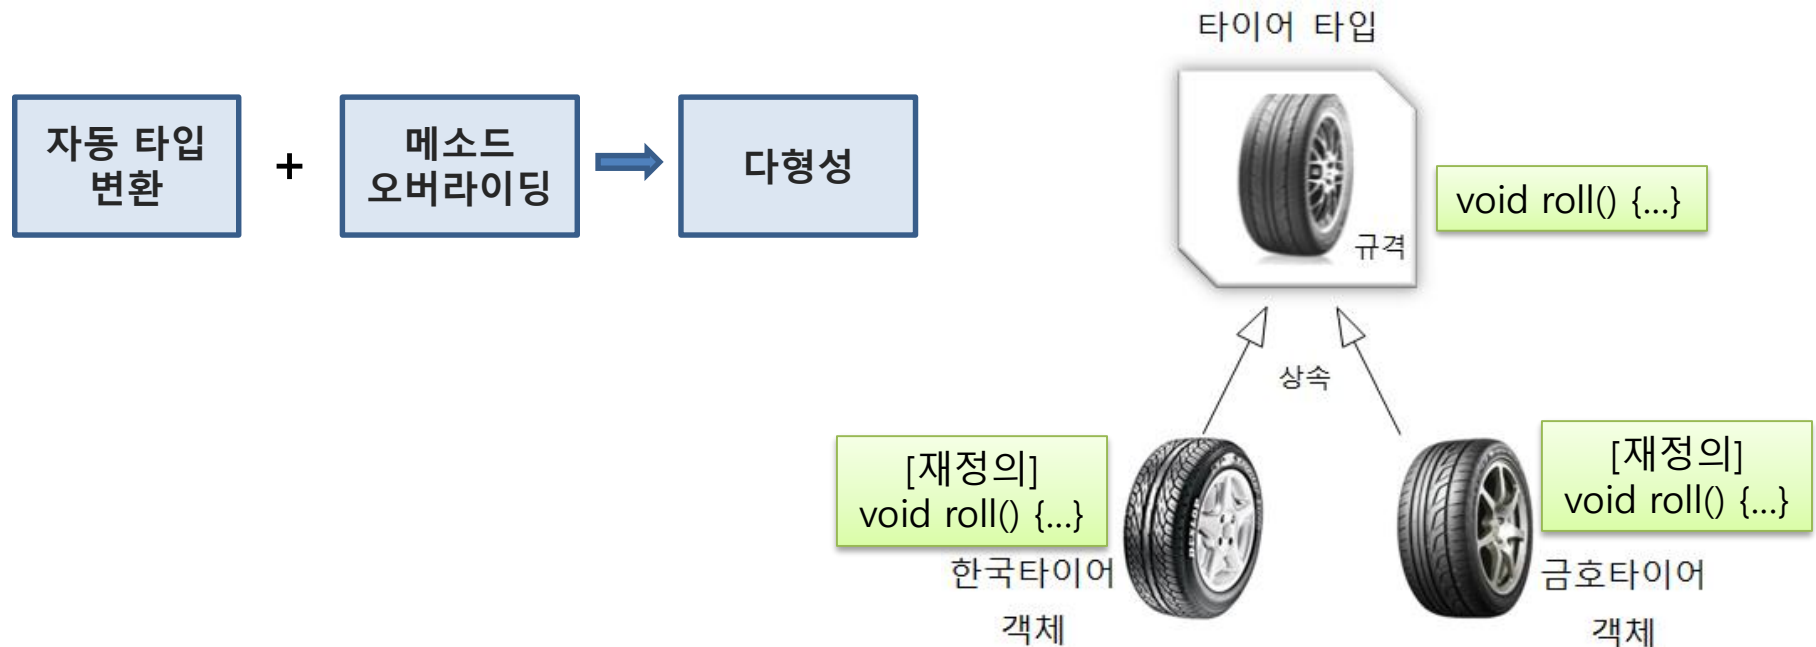 자동 타입
변환
+
메소드
오버라이딩
다형성
타이어 타입
규격
void roll() {...}
상속
[재정의]
void roll() {...}
한국타이어
객체
[재정의]
void roll() {...}
금호타이어
객체